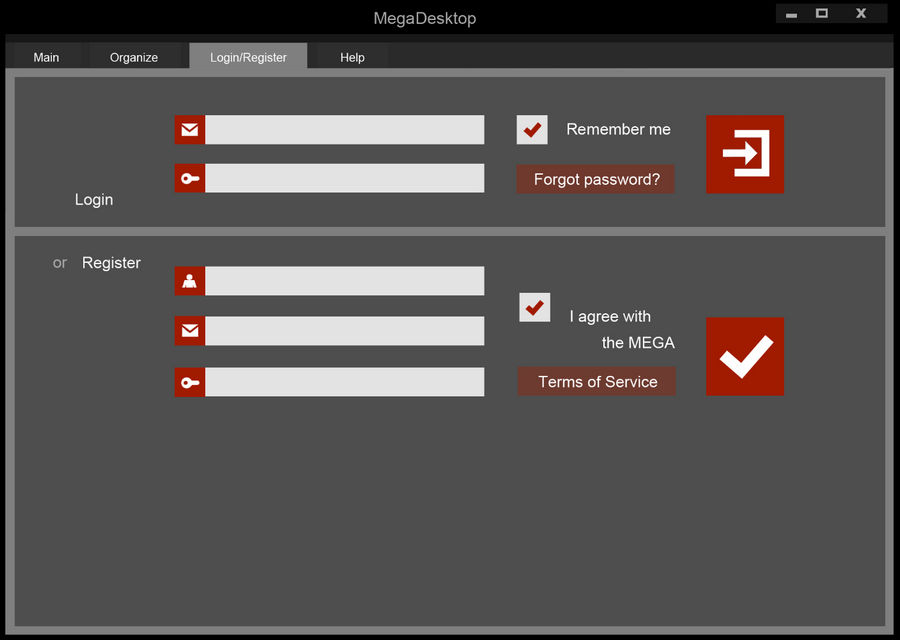 MegaDesktop
Main
Organize
Login/Register
Help
Remember me
Forgot password?
Login
or Register
I agree with
the MEGA
Terms of Service